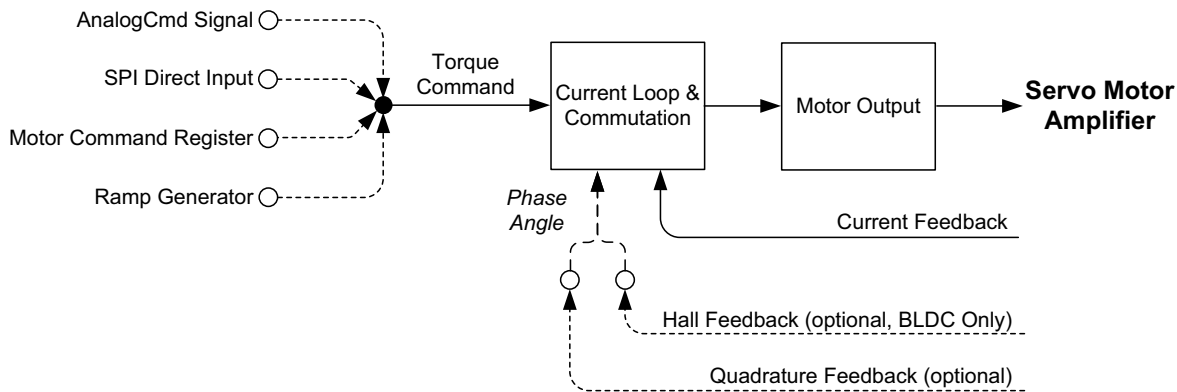 AnalogCmd Signal
SPI Direct Input
Motor Command Register
Ramp Generator
Torque
Command
Current Loop &
Commutation
Motor Output
Servo Motor
Amplifier
Phase
Angle
Current Feedback
Hall Feedback (optional, BLDC Only)
Quadrature Feedback (optional)